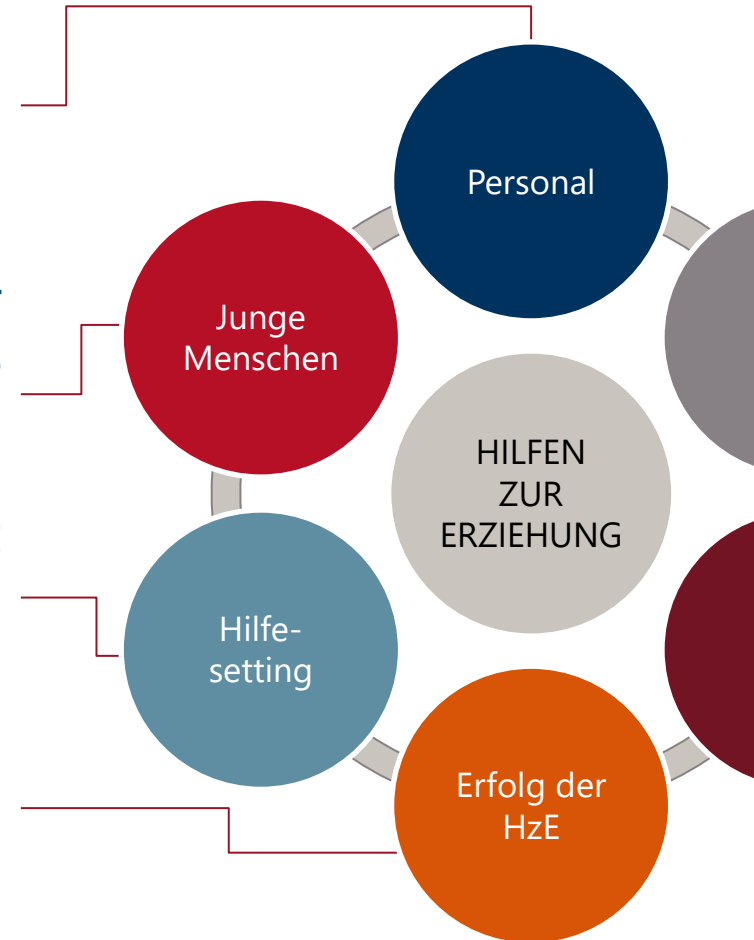 Personal
Junge
Menschen
HILFEN
ZUR
ERZIEHUNG
Hilfe-
setting
Erfolg der
HzE